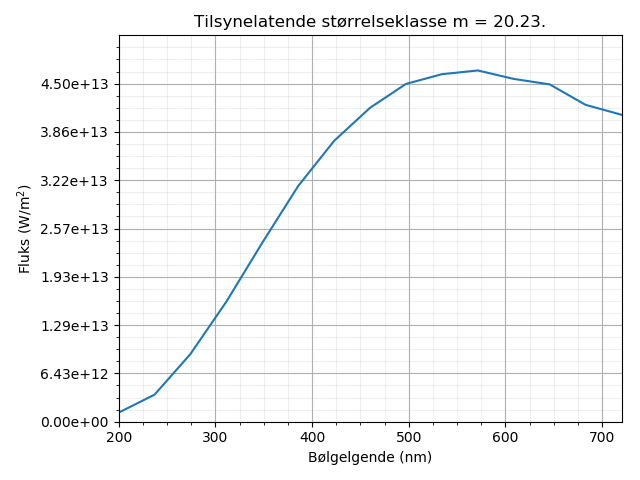 Tilsynelatende størrelseklasse m = 20.23.
Fluks (W/m²)
4.50e+13
3.86e+13
3.22e+13
2.57e+13
1.93e+13
1.29e+13
6.43e+12
0.00e+00
200 300 400 500 600 700
Bølgelgende (nm)